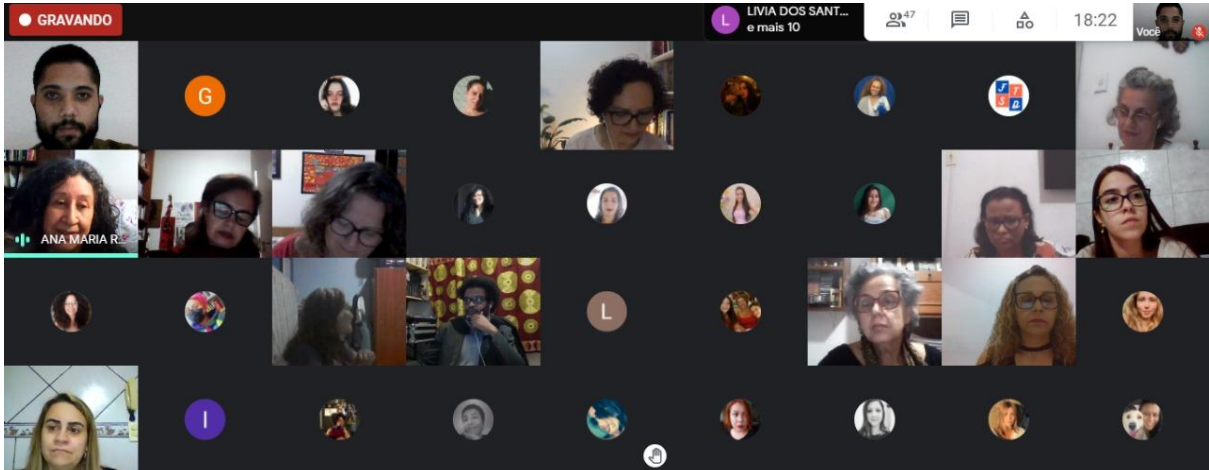 GRAVANDO
L
LIVIA DOS SANT...
e mais 10
47
18:22
Você
G
J T
S Q
ANA MARIA R...
L
I